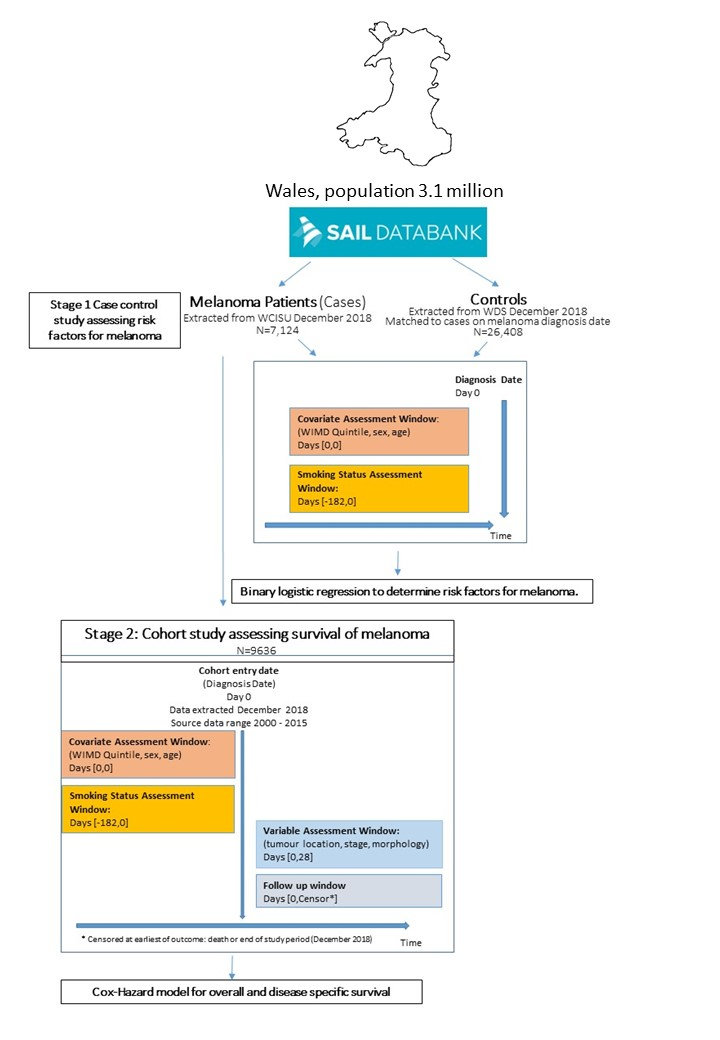 Wales, population 3.1 million
SAIL DATABANK
Stage 1 Case control
study assessing risk
factors for melanoma
Melanoma Patients (Cases)
Extracted from WCISU December 2018
N=7,124
Controls
Extracted from WDS December 2018
Matched to cases on melanoma diagnosis date
N=26,408
Diagnosis Date
Day 0
Covariate Assessment Window:
(WIMD Quintile, sex, age)
Days [0,0]
Smoking Status Assessment
Window:
Days [-182,0]
Time
Binary logistic regression to determine risk factors for melanoma.
Stage 2: Cohort study assessing survival of melanoma
N=9636
Cohort entry date
(Diagnosis Date)
Day 0
Data extracted December 2018
Source data range 2000 - 2015
Covariate Assessment Window:
(WIMD Quintile, sex, age)
Days [0,0]
Smoking Status Assessment
Window:
Days [-182,0]
Variable Assessment Window:
(tumour location, stage, morphology)
Days [0,28]
Follow up window
Days [0,Censor*]
* Censored at earliest of outcome: death or end of study period (December 2018)
Time
Cox-Hazard model for overall and disease specific survival